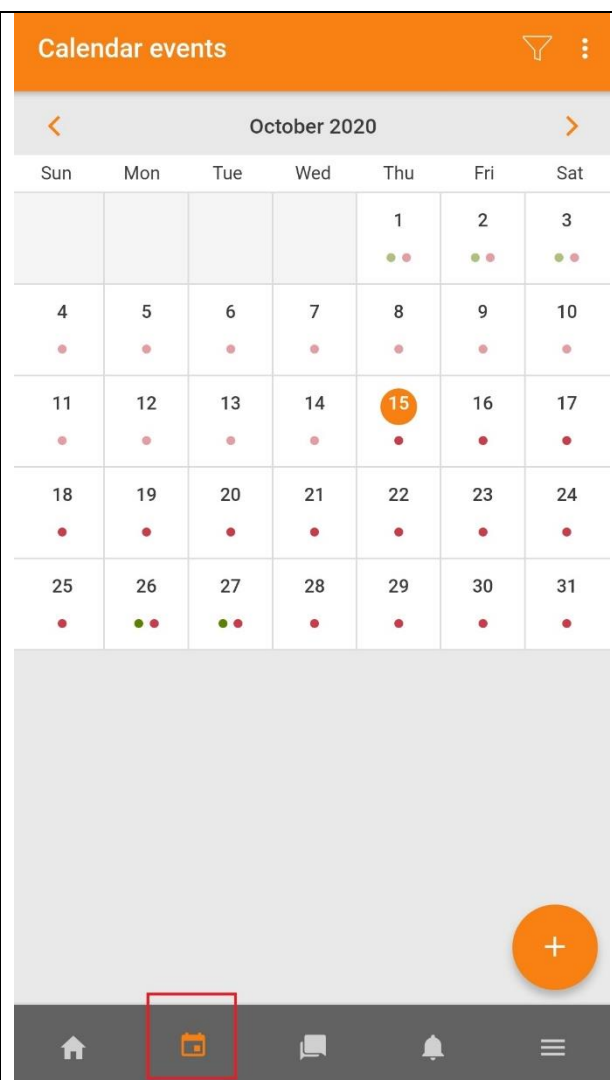 Calendar events
October 2020
Sun Mon Tue Wed Thu Fri Sat
1 2 3
4 5 6 7 8 9 10
11 12 13 14 15 16 17
18 19 20 21 22 23 24
25 26 27 28 29 30 31
+